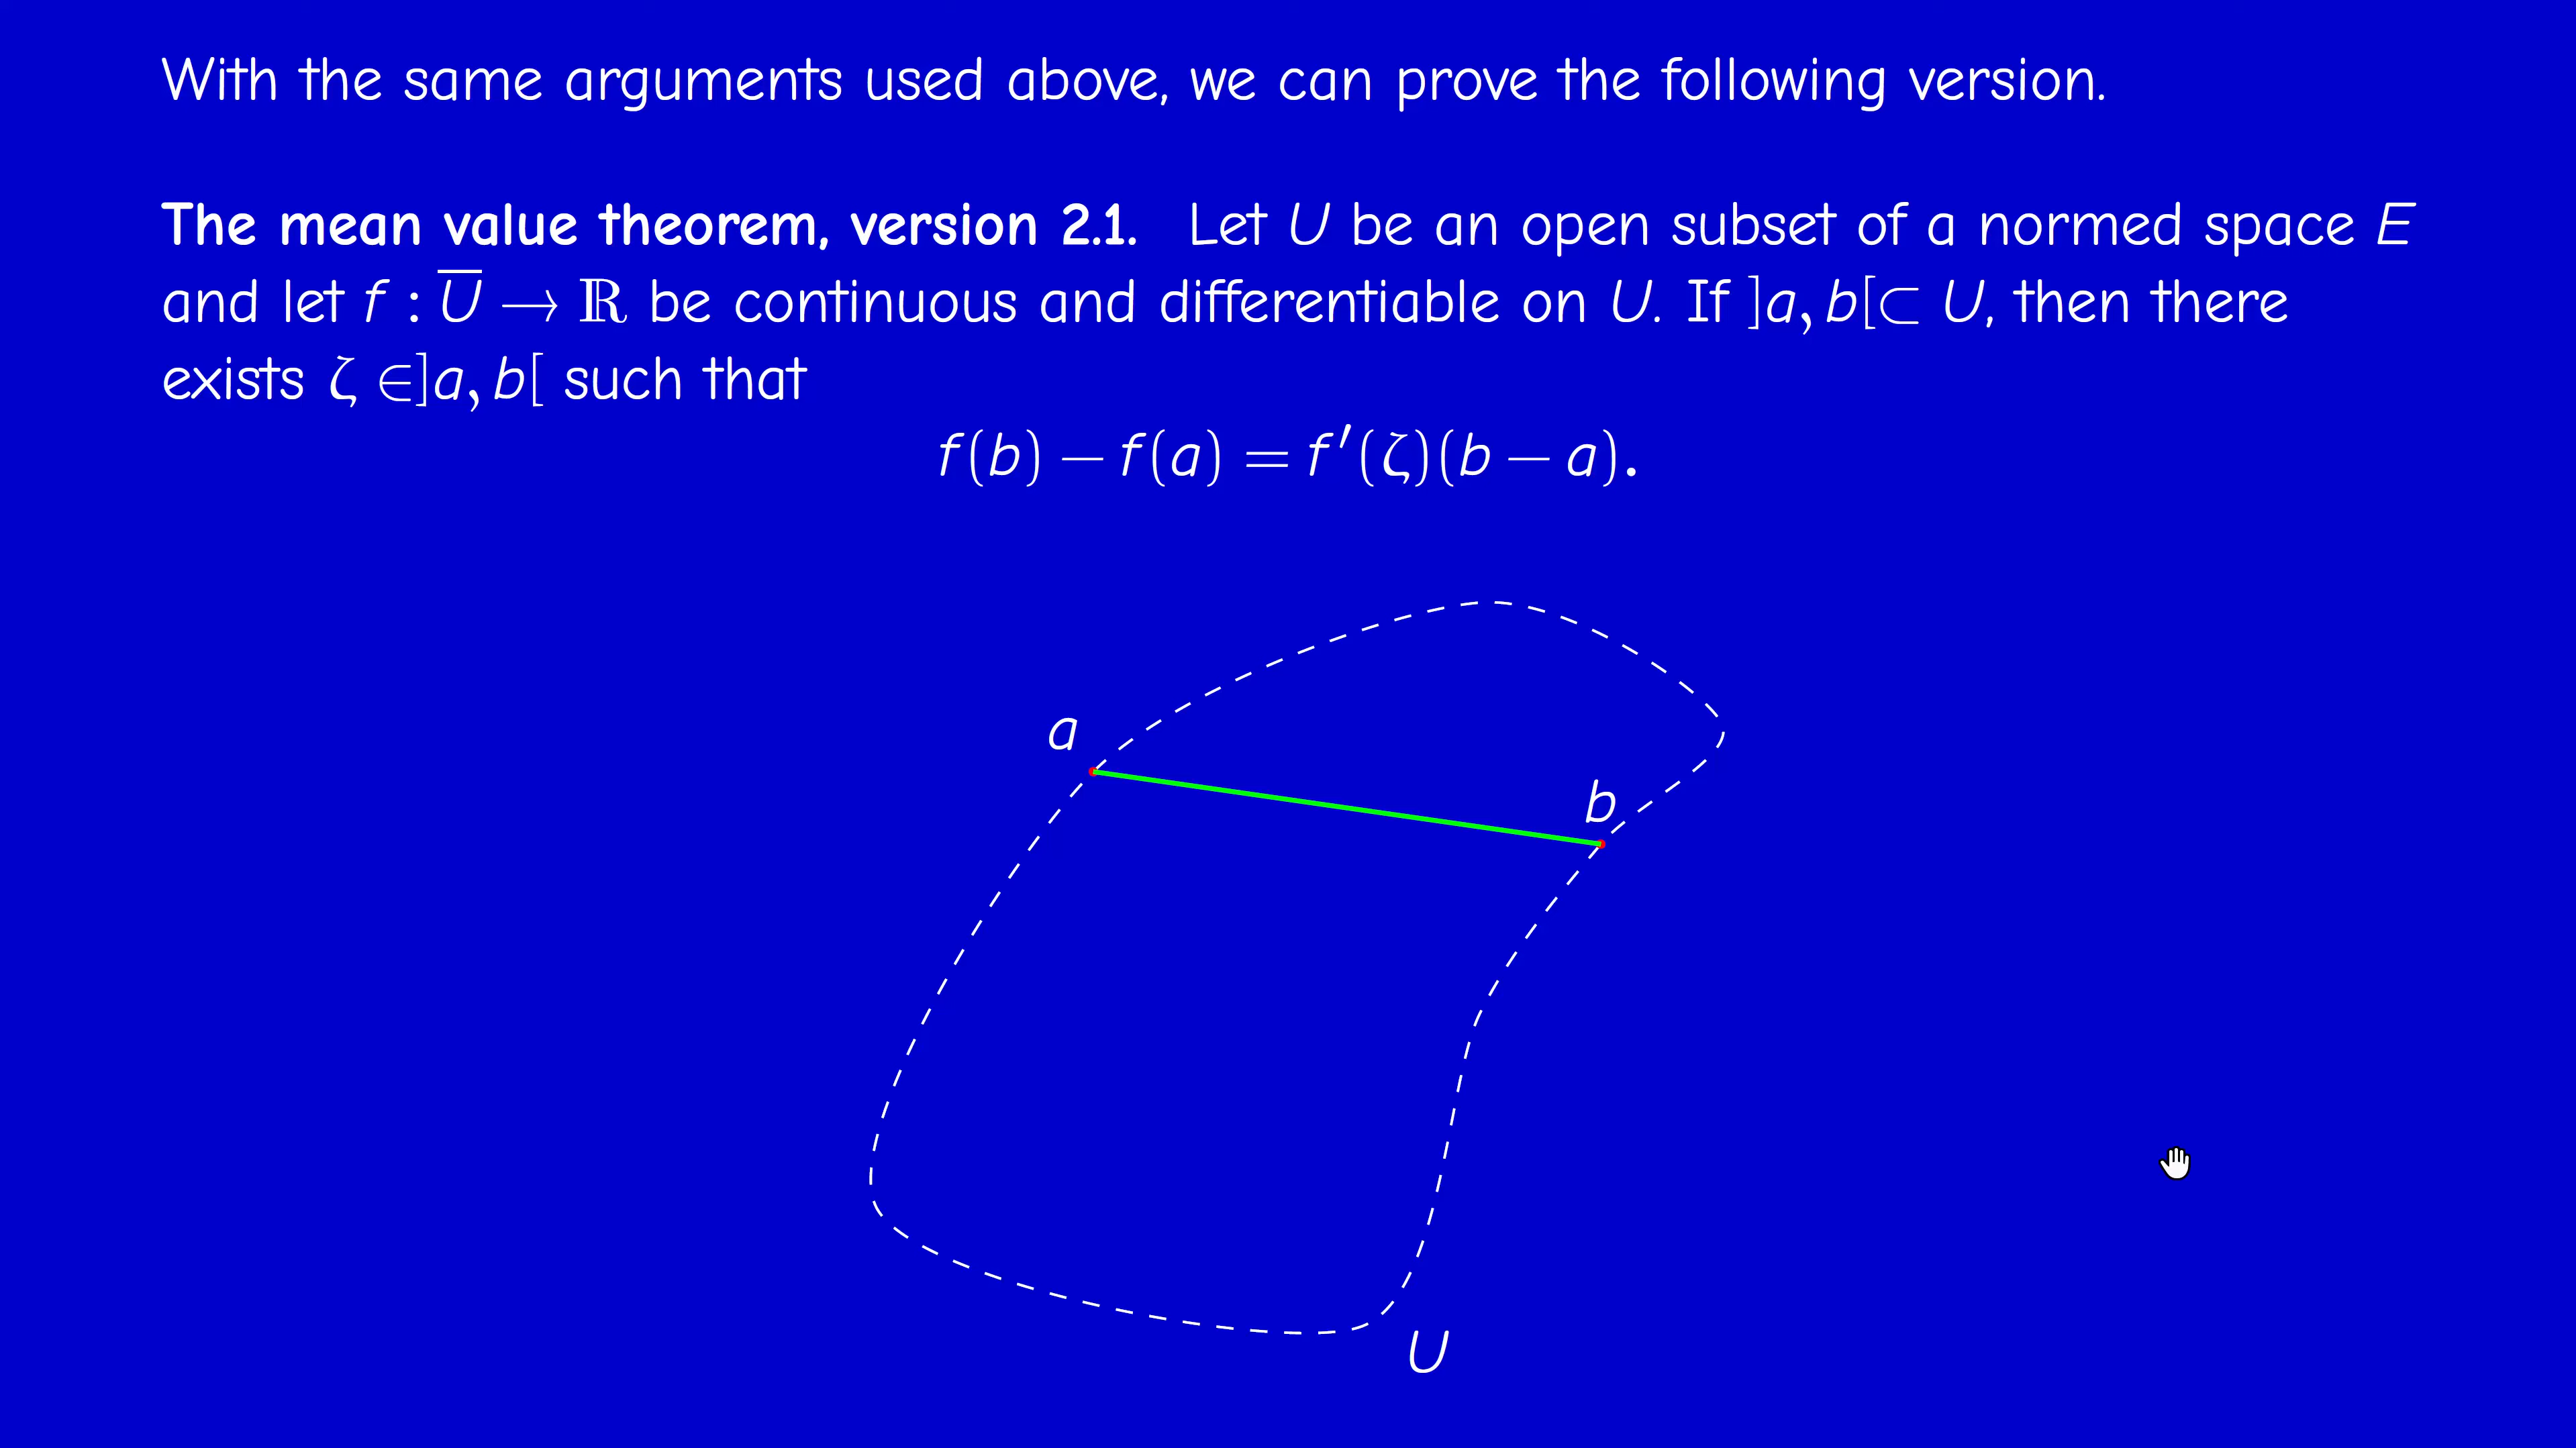 With the same arguments used above, we can prove the following version.
The mean value theorem, version 2.1. Let U be an open subset of a normed space E
and let f : U̅ → ℝ be continuous and differentiable on U. If ]a, b[⊂ U, then there
exists ζ ∈]a, b[ such that
f(b) − f(a) = f′(ζ)(b − a).
a
b
U